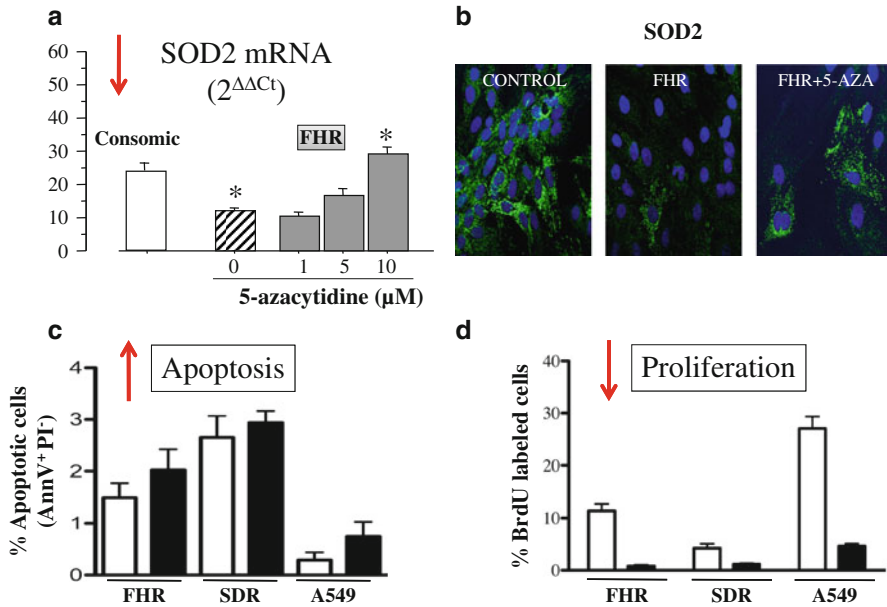 a
SOD2 mRNA
(2^ΔΔCt)
60
50
40
30
20
10
0
Consomic
FHR
*
*
0 1 5 10
5-azacytidine (µM)
b
SOD2
CONTROL
FHR
FHR+5-AZA
c
Apoptosis
% Apoptotic cells
(AnnV⁺ PI⁻)
4
3
2
1
0
FHR SDR A549
d
Proliferation
% BrdU labeled cells
40
30
20
10
0
FHR SDR A549